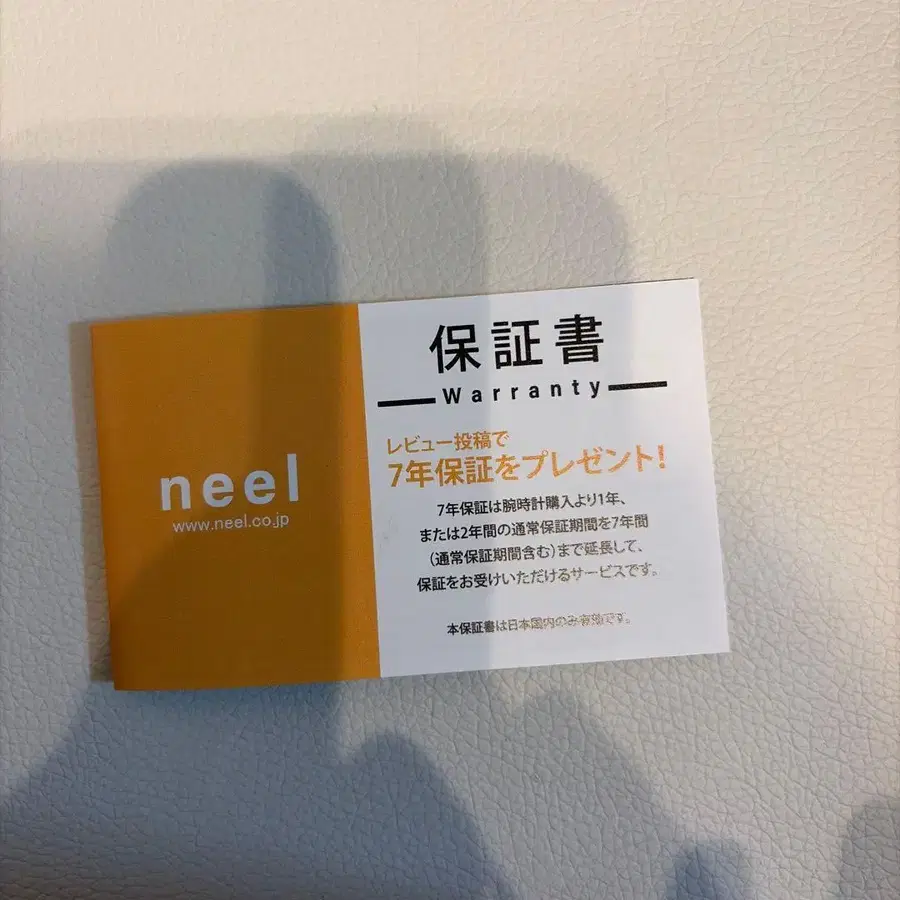 neel
www.neel.co.jp
保証書
Warranty
レビュー投稿で
7年保証をプレゼント!
7年保証は腕時計購入より1年、
または2年間の通常保証期間を7年間
(通常保証期間含む)まで延長して、
保証をお受けいただけるサービスです。
本保証書は日本国内のみ有効です。